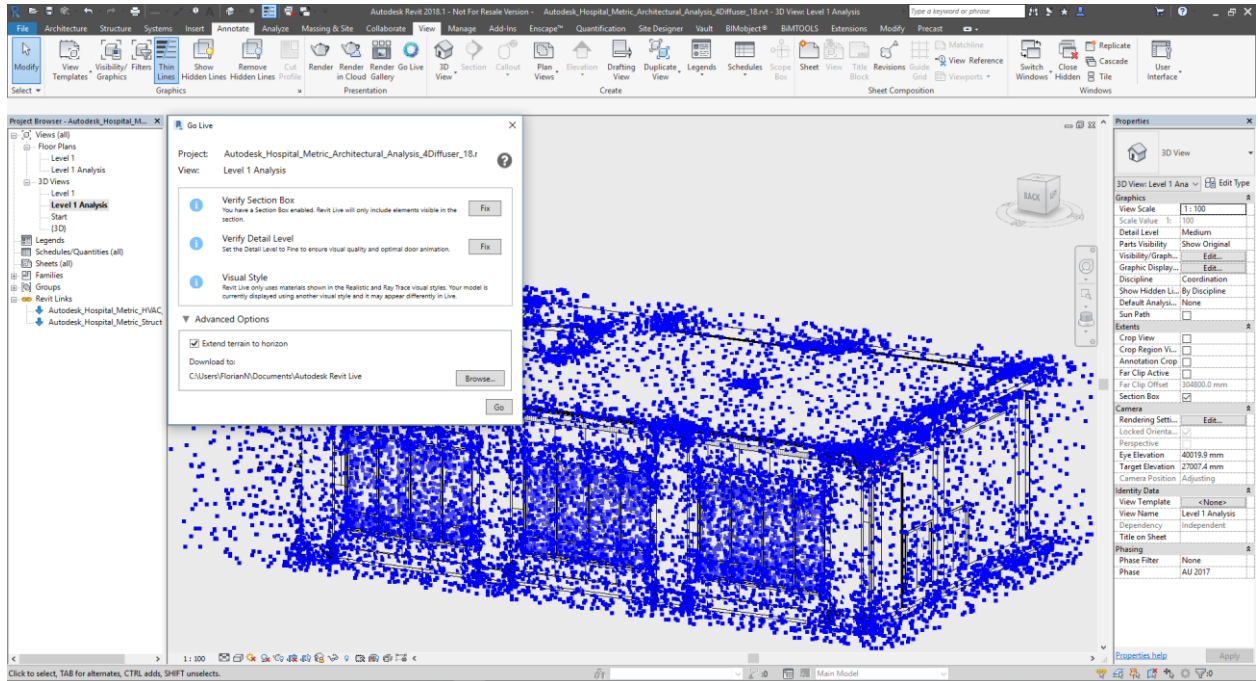 Autodesk Revit 2018.1 - Not For Resale Version - Autodesk_Hospital_Metric_Architectural_Analysis_4Diffuser_18.rvt - 3D View: Level 1 Analysis
Type a keyword or phrase
File Architecture Structure Systems Insert Annotate Analyze Massing & Site Collaborate View Manage Add-Ins Enscape™ Quantification Site Designer Vault BIMobject® BiMTOOLS Extensions Modify Precast
Modify
View Templates
Visibility/ Graphics
Filters
Thin Lines
Show Hidden Lines
Remove Hidden Lines
Cut Profile
Render
Render in Cloud
Render Gallery
Go Live
3D View
Section
Callout
Plan Views
Elevation
Drafting View
Duplicate View
Legends
Schedules
Scope Box
Sheet
View
Title Block
Revisions
Guide Grid
Matchline
View Reference
Viewports
Switch Windows
Close Hidden
Replicate
Cascade
Tile
User Interface
Select
Graphics
Presentation
Create
Sheet Composition
Windows
Project Browser - Autodesk_Hospital_M...
Views (all)
Floor Plans
Level 1
Level 1 Analysis
3D Views
Level 1
Level 1 Analysis
Start
{3D}
Legends
Schedules/Quantities (all)
Sheets (all)
Families
Groups
Revit Links
Autodesk_Hospital_Metric_HVAC_
Autodesk_Hospital_Metric_Struct
Go Live
Project: Autodesk_Hospital_Metric_Architectural_Analysis_4Diffuser_18.r
View: Level 1 Analysis
Verify Section Box
You have a Section Box enabled. Revit Live will only include elements visible in the
section.
Fix
Verify Detail Level
Set the Detail Level to Fine to ensure visual quality and optimal door animation.
Fix
Visual Style
Revit Live only uses materials shown in the Realistic and Ray Trace visual styles. Your model is
currently displayed using another visual style and it may appear differently in Live.
Advanced Options
Extend terrain to horizon
Download to:
C:\Users\FlorianN\Documents\Autodesk Revit Live
Browse...
Go
BACK
Properties
3D View
3D View: Level 1 Ana
Edit Type
Graphics
View Scale 1 : 100
Scale Value 1: 100
Detail Level Medium
Parts Visibility Show Original
Visibility/Graph... Edit...
Graphic Display... Edit...
Discipline Coordination
Show Hidden Li... By Discipline
Default Analysi... None
Sun Path
Extents
Crop View
Crop Region Vi...
Annotation Crop
Far Clip Active
Far Clip Offset 304800.0 mm
Section Box
Camera
Rendering Setti... Edit...
Locked Orienta...
Perspective
Eye Elevation 40019.9 mm
Target Elevation 27007.4 mm
Camera Position Adjusting
Identity Data
View Template <None>
View Name Level 1 Analysis
Dependency Independent
Title on Sheet
Phasing
Phase Filter None
Phase AU 2017
Properties help
Apply
1 : 100
Click to select, TAB for alternates, CTRL adds, SHIFT unselects.
:0
Main Model
:0